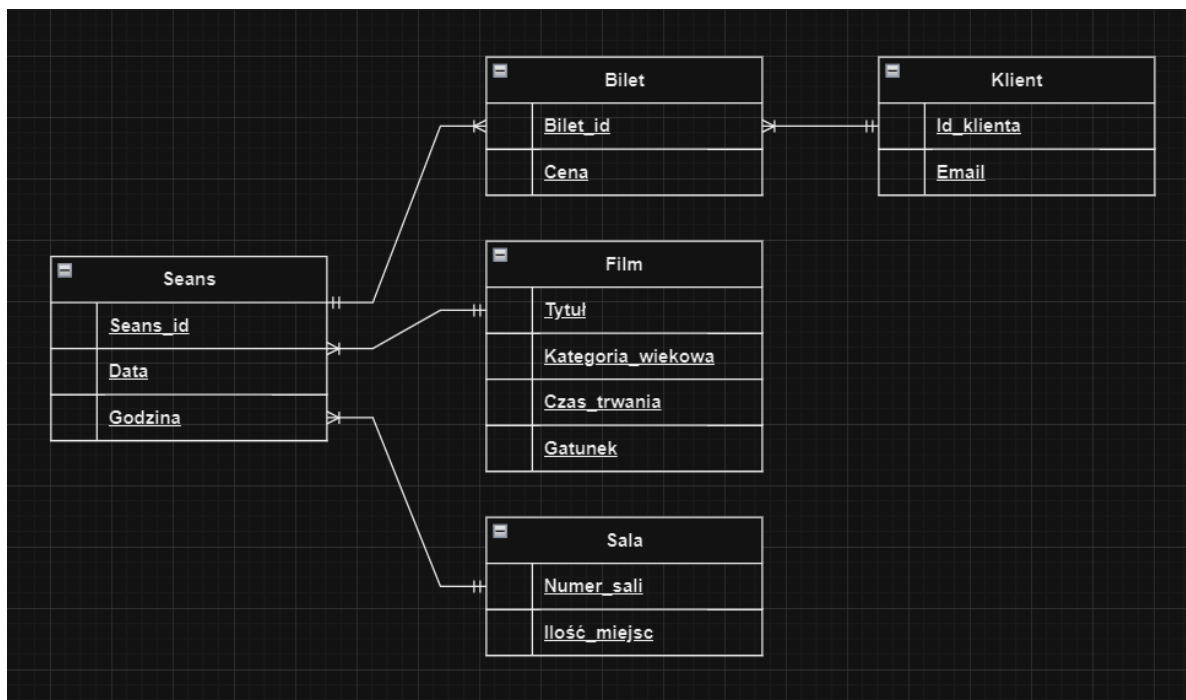 Bilet
Bilet_id
Cena
Klient
Id_klienta
Email
Seans
Seans_id
Data
Godzina
Film
Tytuł
Kategoria_wiekowa
Czas_trwania
Gatunek
Sala
Numer_sali
Ilość_miejsc